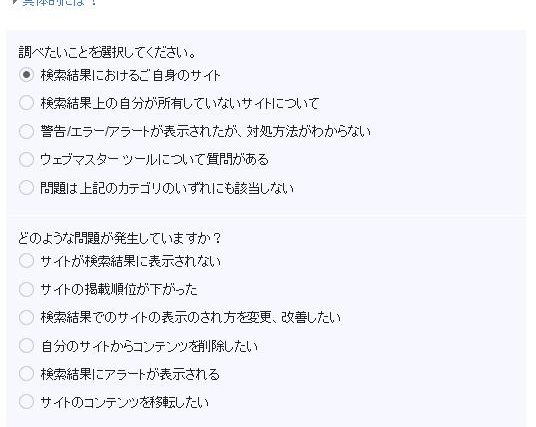 具体的には？
調べたいことを選択してください。
検索結果におけるご自身のサイト
検索結果上の自分が所有していないサイトについて
警告/エラー/アラートが表示されたが、対処方法がわからない
ウェブマスター ツールについて質問がある
問題は上記のカテゴリのいずれにも該当しない
どのような問題が発生していますか？
サイトが検索結果に表示されない
サイトの掲載順位が下がった
検索結果でのサイトの表示のされ方を変更、改善したい
自分のサイトからコンテンツを削除したい
検索結果にアラートが表示される
サイトのコンテンツを移転したい